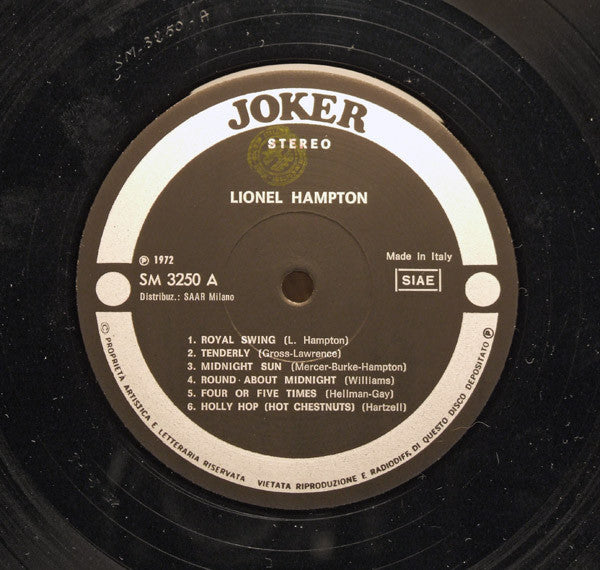 SM-3250-A
JOKER
STEREO
LIONEL HAMPTON
℗ 1972
SM 3250 A
Distribuz.: SAAR Milano
Made in Italy
SIAE
1. ROYAL SWING (L. Hampton)
2. TENDERLY (Gross-Lawrence)
3. MIDNIGHT SUN (Mercer-Burke-Hampton)
4. ROUND ABOUT MIDNIGHT (Williams)
5. FOUR OR FIVE TIMES (Hellman-Gay)
6. HOLLY HOP (HOT CHESTNUTS) (Hartzell)
© PROPRIETÀ ARTISTICA E LETTERARIA RISERVATA VIETATA RIPRODUZIONE E RADIODIFF. DI QUESTO DISCO DEPOSITATO ℗